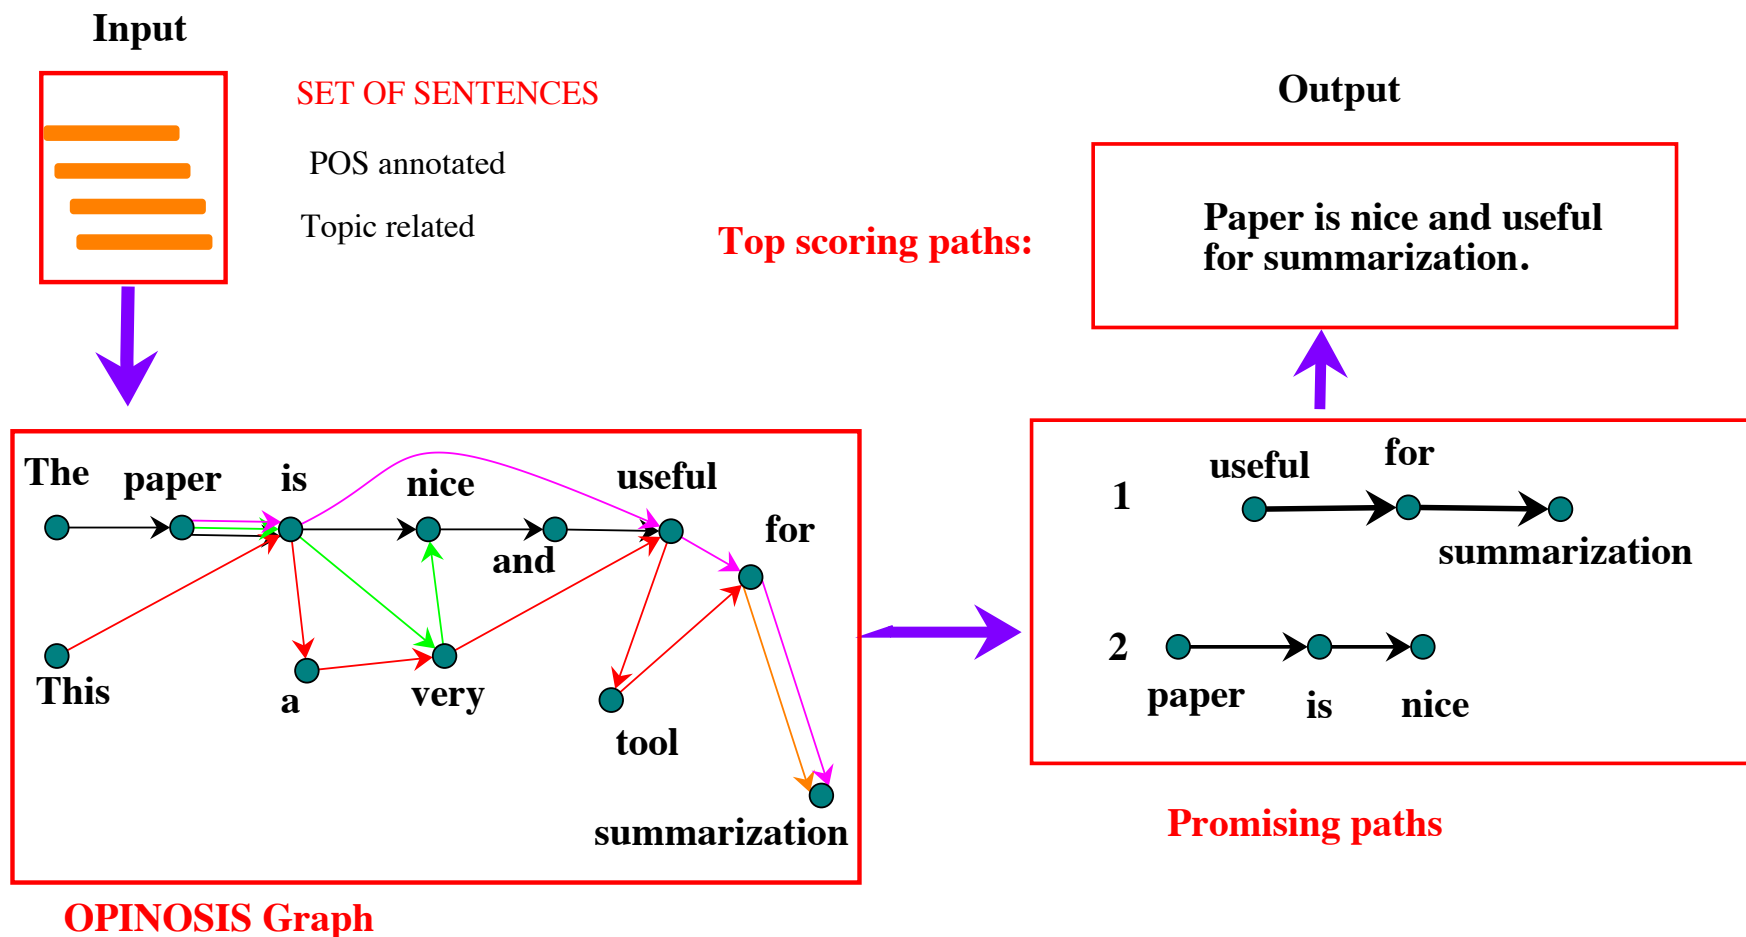 Input
SET OF SENTENCES
POS annotated
Topic related
Output
Top scoring paths:
Paper is nice and useful
for summarization.
The
paper
is
nice
and
useful
for
This
a
very
tool
summarization
OPINOSIS Graph
1
useful
for
summarization
2
paper
is
nice
Promising paths